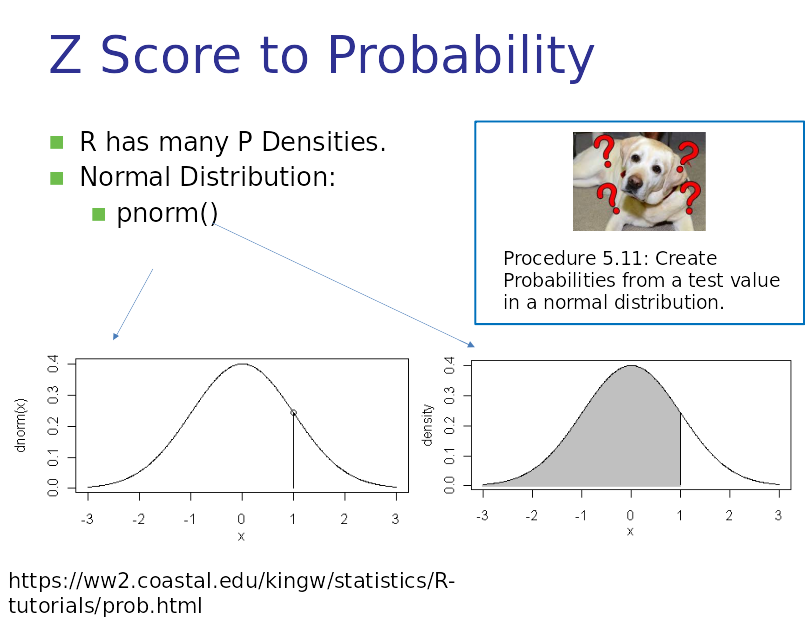 Z Score to Probability
R has many P Densities.
Normal Distribution:
pnorm()
? ? ? ?
Procedure 5.11: Create
Probabilities from a test value
in a normal distribution.
dnorm(x)
0.0 0.1 0.2 0.3 0.4
-3 -2 -1 0 1 2 3
x
density
0.0 0.1 0.2 0.3 0.4
-3 -2 -1 0 1 2 3
x
https://ww2.coastal.edu/kingw/statistics/R-
tutorials/prob.html